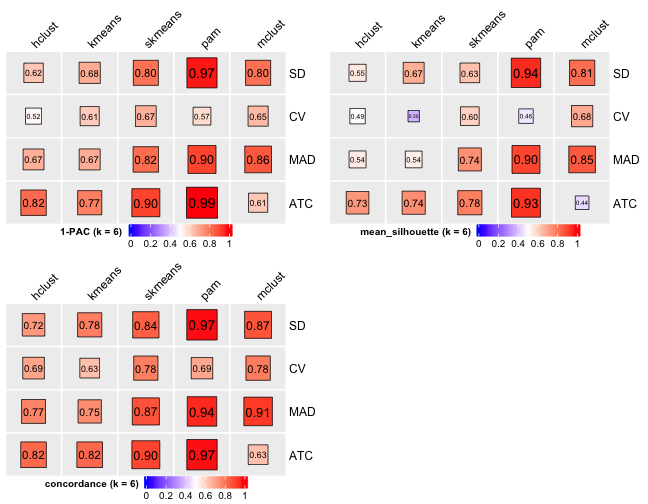 hclust kmeans skmeans pam mclust
0.62 0.68 0.80 0.97 0.80 SD
0.52 0.61 0.67 0.57 0.65 CV
0.67 0.67 0.82 0.90 0.86 MAD
0.82 0.77 0.90 0.99 0.61 ATC
1-PAC (k = 6)
0 0.2 0.4 0.6 0.8 1
hclust kmeans skmeans pam mclust
0.55 0.67 0.63 0.94 0.81 SD
0.49 0.60 0.46 0.68 CV
0.54 0.54 0.74 0.90 0.85 MAD
0.73 0.74 0.78 0.93 0.44 ATC
mean_silhouette (k = 6)
0 0.2 0.4 0.6 0.8 1
hclust kmeans skmeans pam mclust
0.72 0.78 0.84 0.97 0.87 SD
0.69 0.63 0.78 0.69 0.78 CV
0.77 0.75 0.87 0.94 0.91 MAD
0.82 0.82 0.90 0.97 0.63 ATC
concordance (k = 6)
0 0.2 0.4 0.6 0.8 1